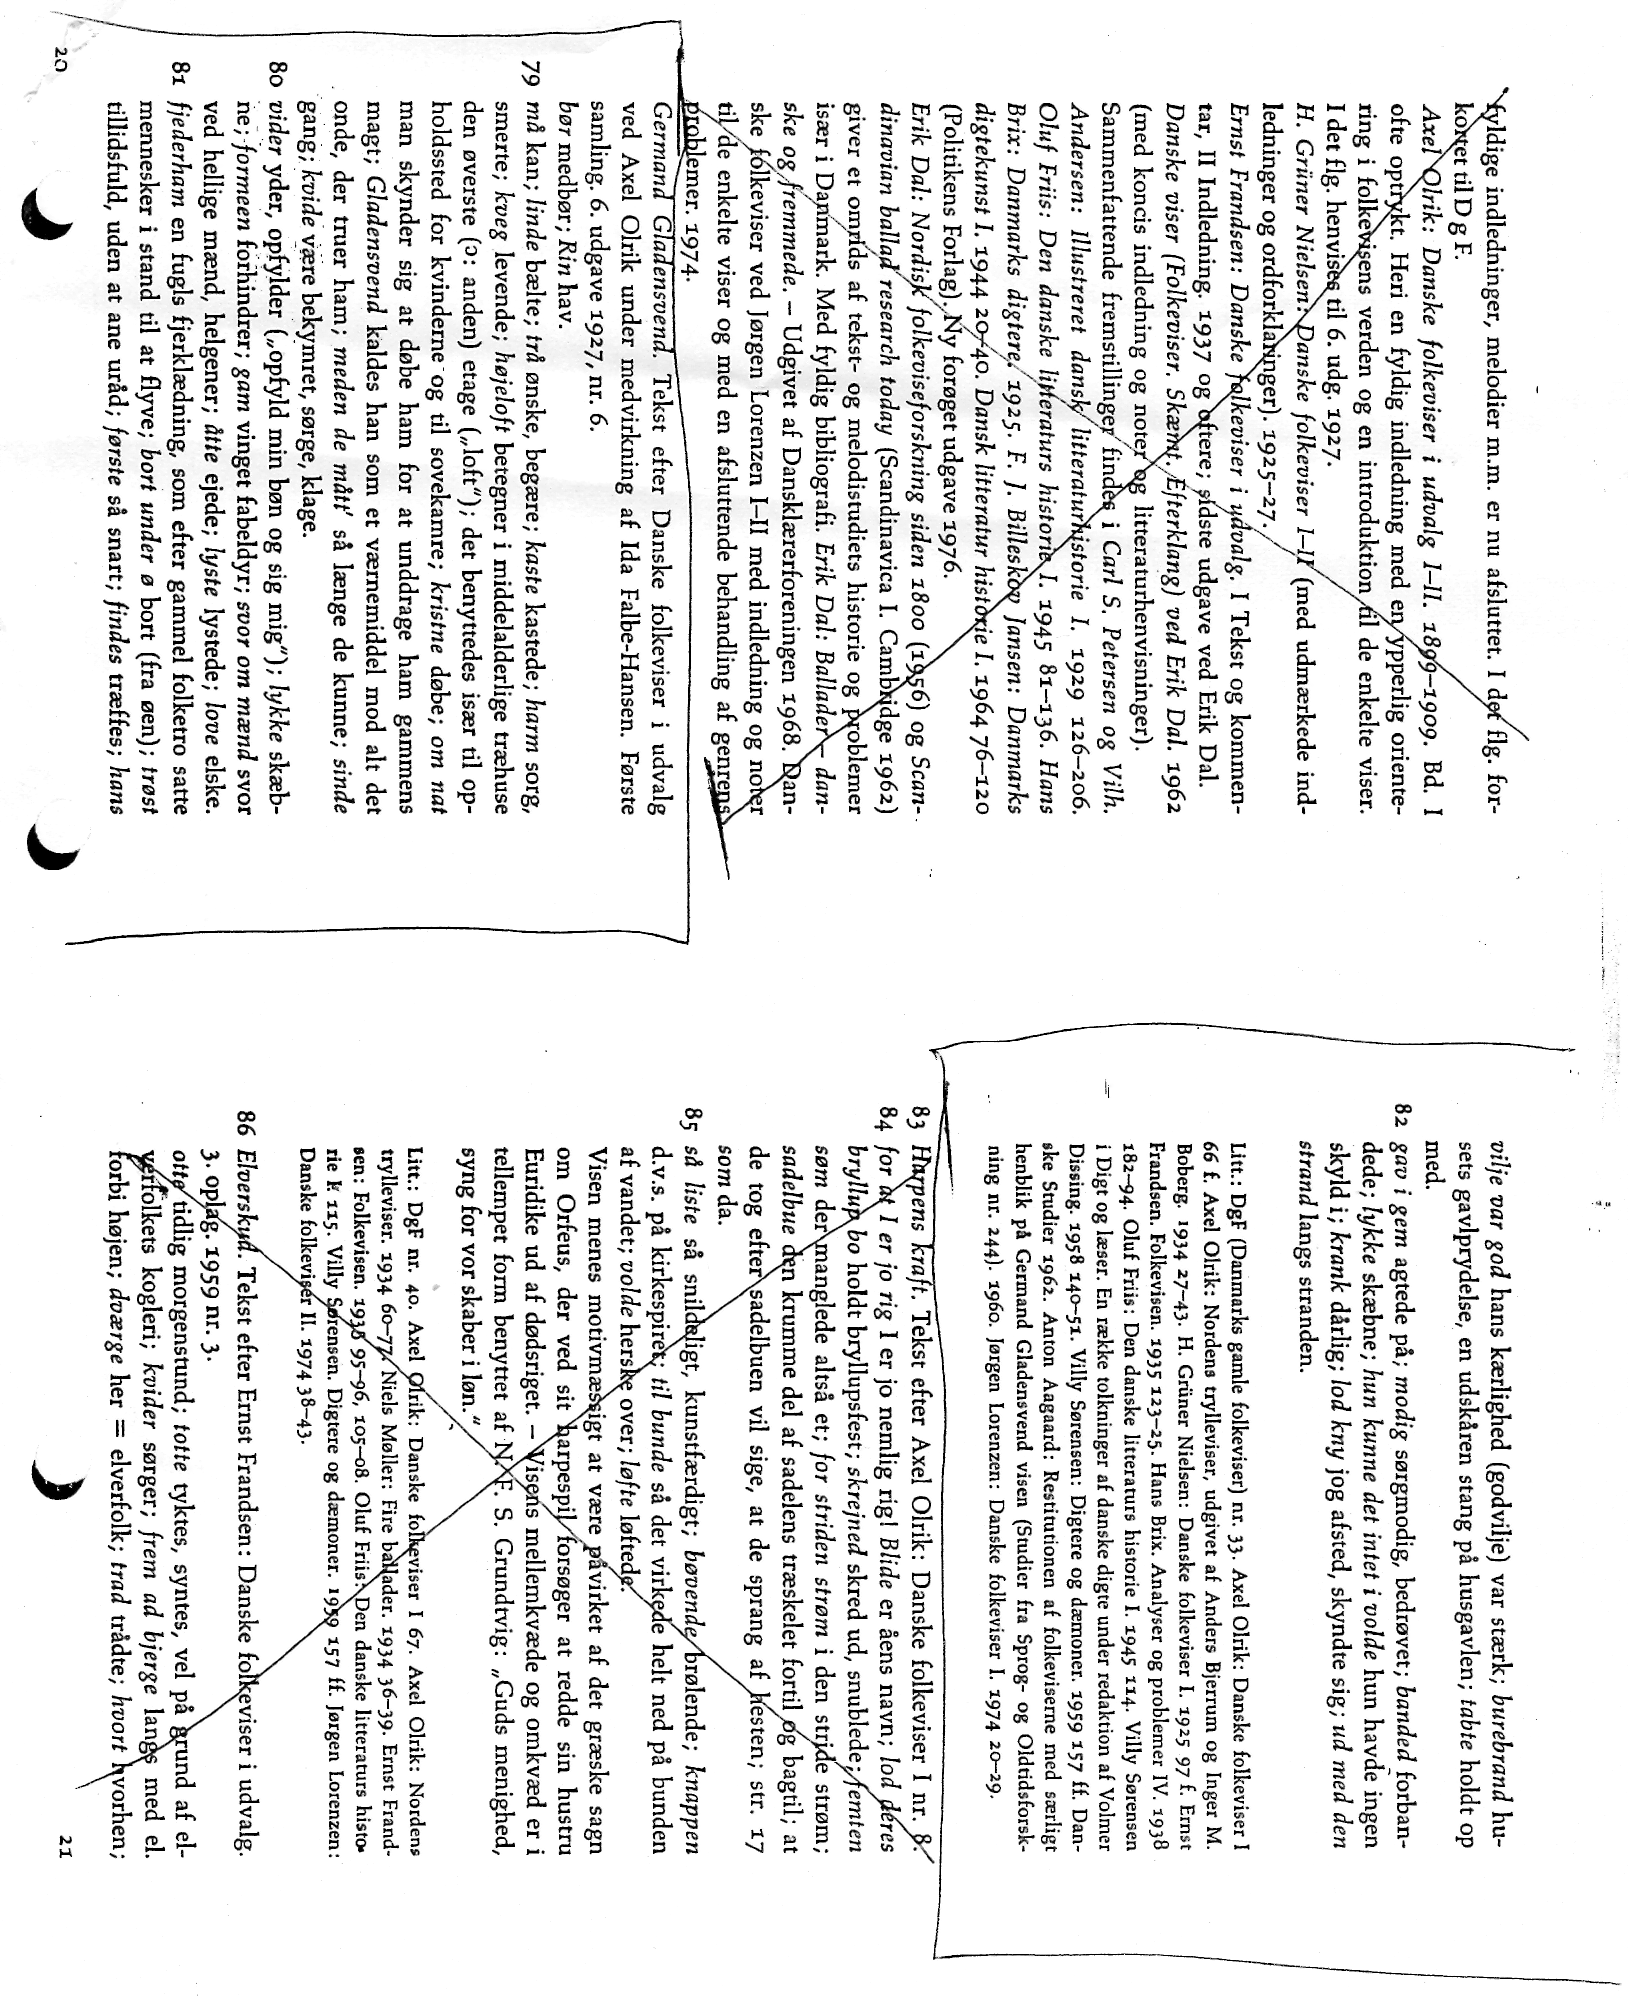 fyldige indledninger, melodier m.m. er nu afsluttet. I det flg. for-
kortet til D g F.
Axel Olrik: Danske folkeviser i udvalg I–II. 1899–1909. Bd. I
ofte optrykt. Heri en fyldig indledning med en ypperlig oriente-
ring i folkevisens verden og en introduktion til de enkelte viser.
I det flg. henvises til 6. udg. 1927.
H. Grüner Nielsen: Danske folkeviser I–II (med udmærkede ind-
ledninger og ordforklaringer). 1925–27.
Ernst Frandsen: Danske folkeviser i udvalg. I Tekst og kommen-
tar, II Indledning. 1937 og oftere; sidste udgave ved Erik Dal.
Danske viser (Folkeviser. Skæmt. Efterklang) ved Erik Dal. 1962
(med koncis indledning og noter og litteraturhenvisninger).
Sammenfattende fremstillinger findes i Carl S. Petersen og Vilh.
Andersen: Illustreret dansk litteraturhistorie I. 1929 126–206.
Oluf Friis: Den danske litteraturs historie I. 1945 81–136. Hans
Brix: Danmarks digtere. 1925. F. J. Billeskov Jansen: Danmarks
digtekunst I. 1944 20–40. Dansk litteratur historie I. 1964 76–120
(Politikens Forlag). Ny forøget udgave 1976.
Erik Dal: Nordisk folkeviseforskning siden 1800 (1956) og Scan-
dinavian ballad research today (Scandinavica I. Cambridge 1962)
giver et omrids af tekst- og melodistudiets historie og problemer
især i Danmark. Med fyldig bibliografi. Erik Dal: Ballader – dan-
ske og fremmede. – Udgivet af Dansklærerforeningen 1968. Dan-
ske folkeviser ved Jørgen Lorenzen I–II med indledning og noter
til de enkelte viser og med en afsluttende behandling af genrens
problemer. 1974.
Germand Gladensvend. Tekst efter Danske folkeviser i udvalg
ved Axel Olrik under medvirkning af Ida Falbe-Hansen. Første
samling. 6. udgave 1927, nr. 6.
bør medbør; Rin hav.
79 må kan; linde bælte; trå ønske, begære; kaste kastede; harm sorg,
smerte; kveg levende; højeloft betegner i middelalderlige træhuse
den øverste (ɔ: anden) etage („loft“); det benyttedes især til op-
holdssted for kvinderne og til sovekamre; kristne døbe; om nat
man skynder sig at døbe ham for at unddrage ham gammens
magt; Gladensvend kaldes han som et værnemiddel mod alt det
onde, der truer ham; meden de mått' så længe de kunne; sinde
gang; kvide være bekymret, sørge, klage.
80 vider yder, opfylder („opfyld min bøn og sig mig“); lykke skæb-
ne; formeen forhindrer; gam vinget fabeldyr; svor om mænd svor
ved hellige mænd, helgener; åtte ejede; lyste lystede; love elske.
81 fjederham en fugls fjerklædning, som efter gammel folketro satte
mennesker i stand til at flyve; bort under ø bort (fra øen); trøst
tillidsfuld, uden at ane uråd; første så snart; findes træffes; hans
20
vilje var god hans kærlighed (godvilje) var stærk; burebrand hu-
sets gavlprydelse, en udskåren stang på husgavlen; tabte holdt op
med.
82 gav i gem agtede på; modig sørgmodig, bedrøvet; banded forban-
dede; lykke skæbne; hun kunne det intet i volde hun havde ingen
skyld i; krank dårlig; lod kny jog afsted, skyndte sig; ud med den
strand langs stranden.
Litt.: DgF (Danmarks gamle folkeviser) nr. 33. Axel Olrik: Danske folkeviser I
66 f. Axel Olrik: Nordens trylleviser, udgivet af Anders Bjerrum og Inger M.
Boberg. 1934 27–43. H. Grüner Nielsen: Danske folkeviser I. 1925 97 f. Ernst
Frandsen. Folkevisen. 1935 123–25. Hans Brix. Analyser og problemer IV. 1938
182–94. Oluf Friis: Den danske literaturs historie I. 1945 114. Villy Sørensen
i Digt og læser. En række tolkninger af danske digte under redaktion af Volmer
Dissing. 1958 140–51. Villy Sørensen: Digtere og dæmoner. 1959 157 ff. Dan-
ske Studier 1962. Anton Aagaard: Restitutionen af folkeviserne med særligt
henblik på Germand Gladensvend visen (Studier fra Sprog- og Oldtidsforsk-
ning nr. 244). 1960. Jørgen Lorenzen: Danske folkeviser I. 1974 20–29.
83 Harpens kraft. Tekst efter Axel Olrik: Danske folkeviser I nr. 8.
84 for at I er jo rig I er jo nemlig rig! Blide er åens navn; lod deres
bryllup bo holdt bryllupsfest; skrejned skred ud, snublede; femten
søm der manglede altså et; for striden strøm i den stride strøm;
sadelbue den krumme del af sadelens træskelet fortil og bagtil; at
de tog efter sadelbuen vil sige, at de sprang af hesten; str. 17
som da.
85 så liste så snildeligt, kunstfærdigt; bøvende brølende; knappen
d.v.s. på kirkespiret; til bunde så det virkede helt ned på bunden
af vandet; volde herske over; løfte løftede.
Visen menes motivmæssigt at være påvirket af det græske sagn
om Orfeus, der ved sit harpespil forsøger at redde sin hustru
Euridike ud af dødsriget. – Visens mellemkvæde og omkvæd er i
tellempet form benyttet af N. F. S. Grundtvig: „Guds menighed,
syng for vor skaber i løn.“
Litt.: DgF nr. 40. Axel Olrik: Danske folkeviser I 67. Axel Olrik: Nordens
trylleviser. 1934 60–77. Niels Møller: Fire ballader. 1934 36–39. Ernst Frand-
sen: Folkevisen. 1935 95–96, 105–08. Oluf Friis: Den danske litteraturs histo-
rie I. 115. Villy Sørensen. Digtere og dæmoner. 1959 157 ff. Jørgen Lorenzen:
Danske folkeviser II. 1974 38–43.
86 Elverskud. Tekst efter Ernst Frandsen: Danske folkeviser i udvalg.
3. oplag. 1959 nr. 3.
otte tidlig morgenstund; totte tyktes, syntes, vel på grund af el-
verfolkets kogleri; kvider sørger; frem ad bjerge langs med el.
forbi højen; dværge her = elverfolk; trad trådte; hvort hvorhen;
21